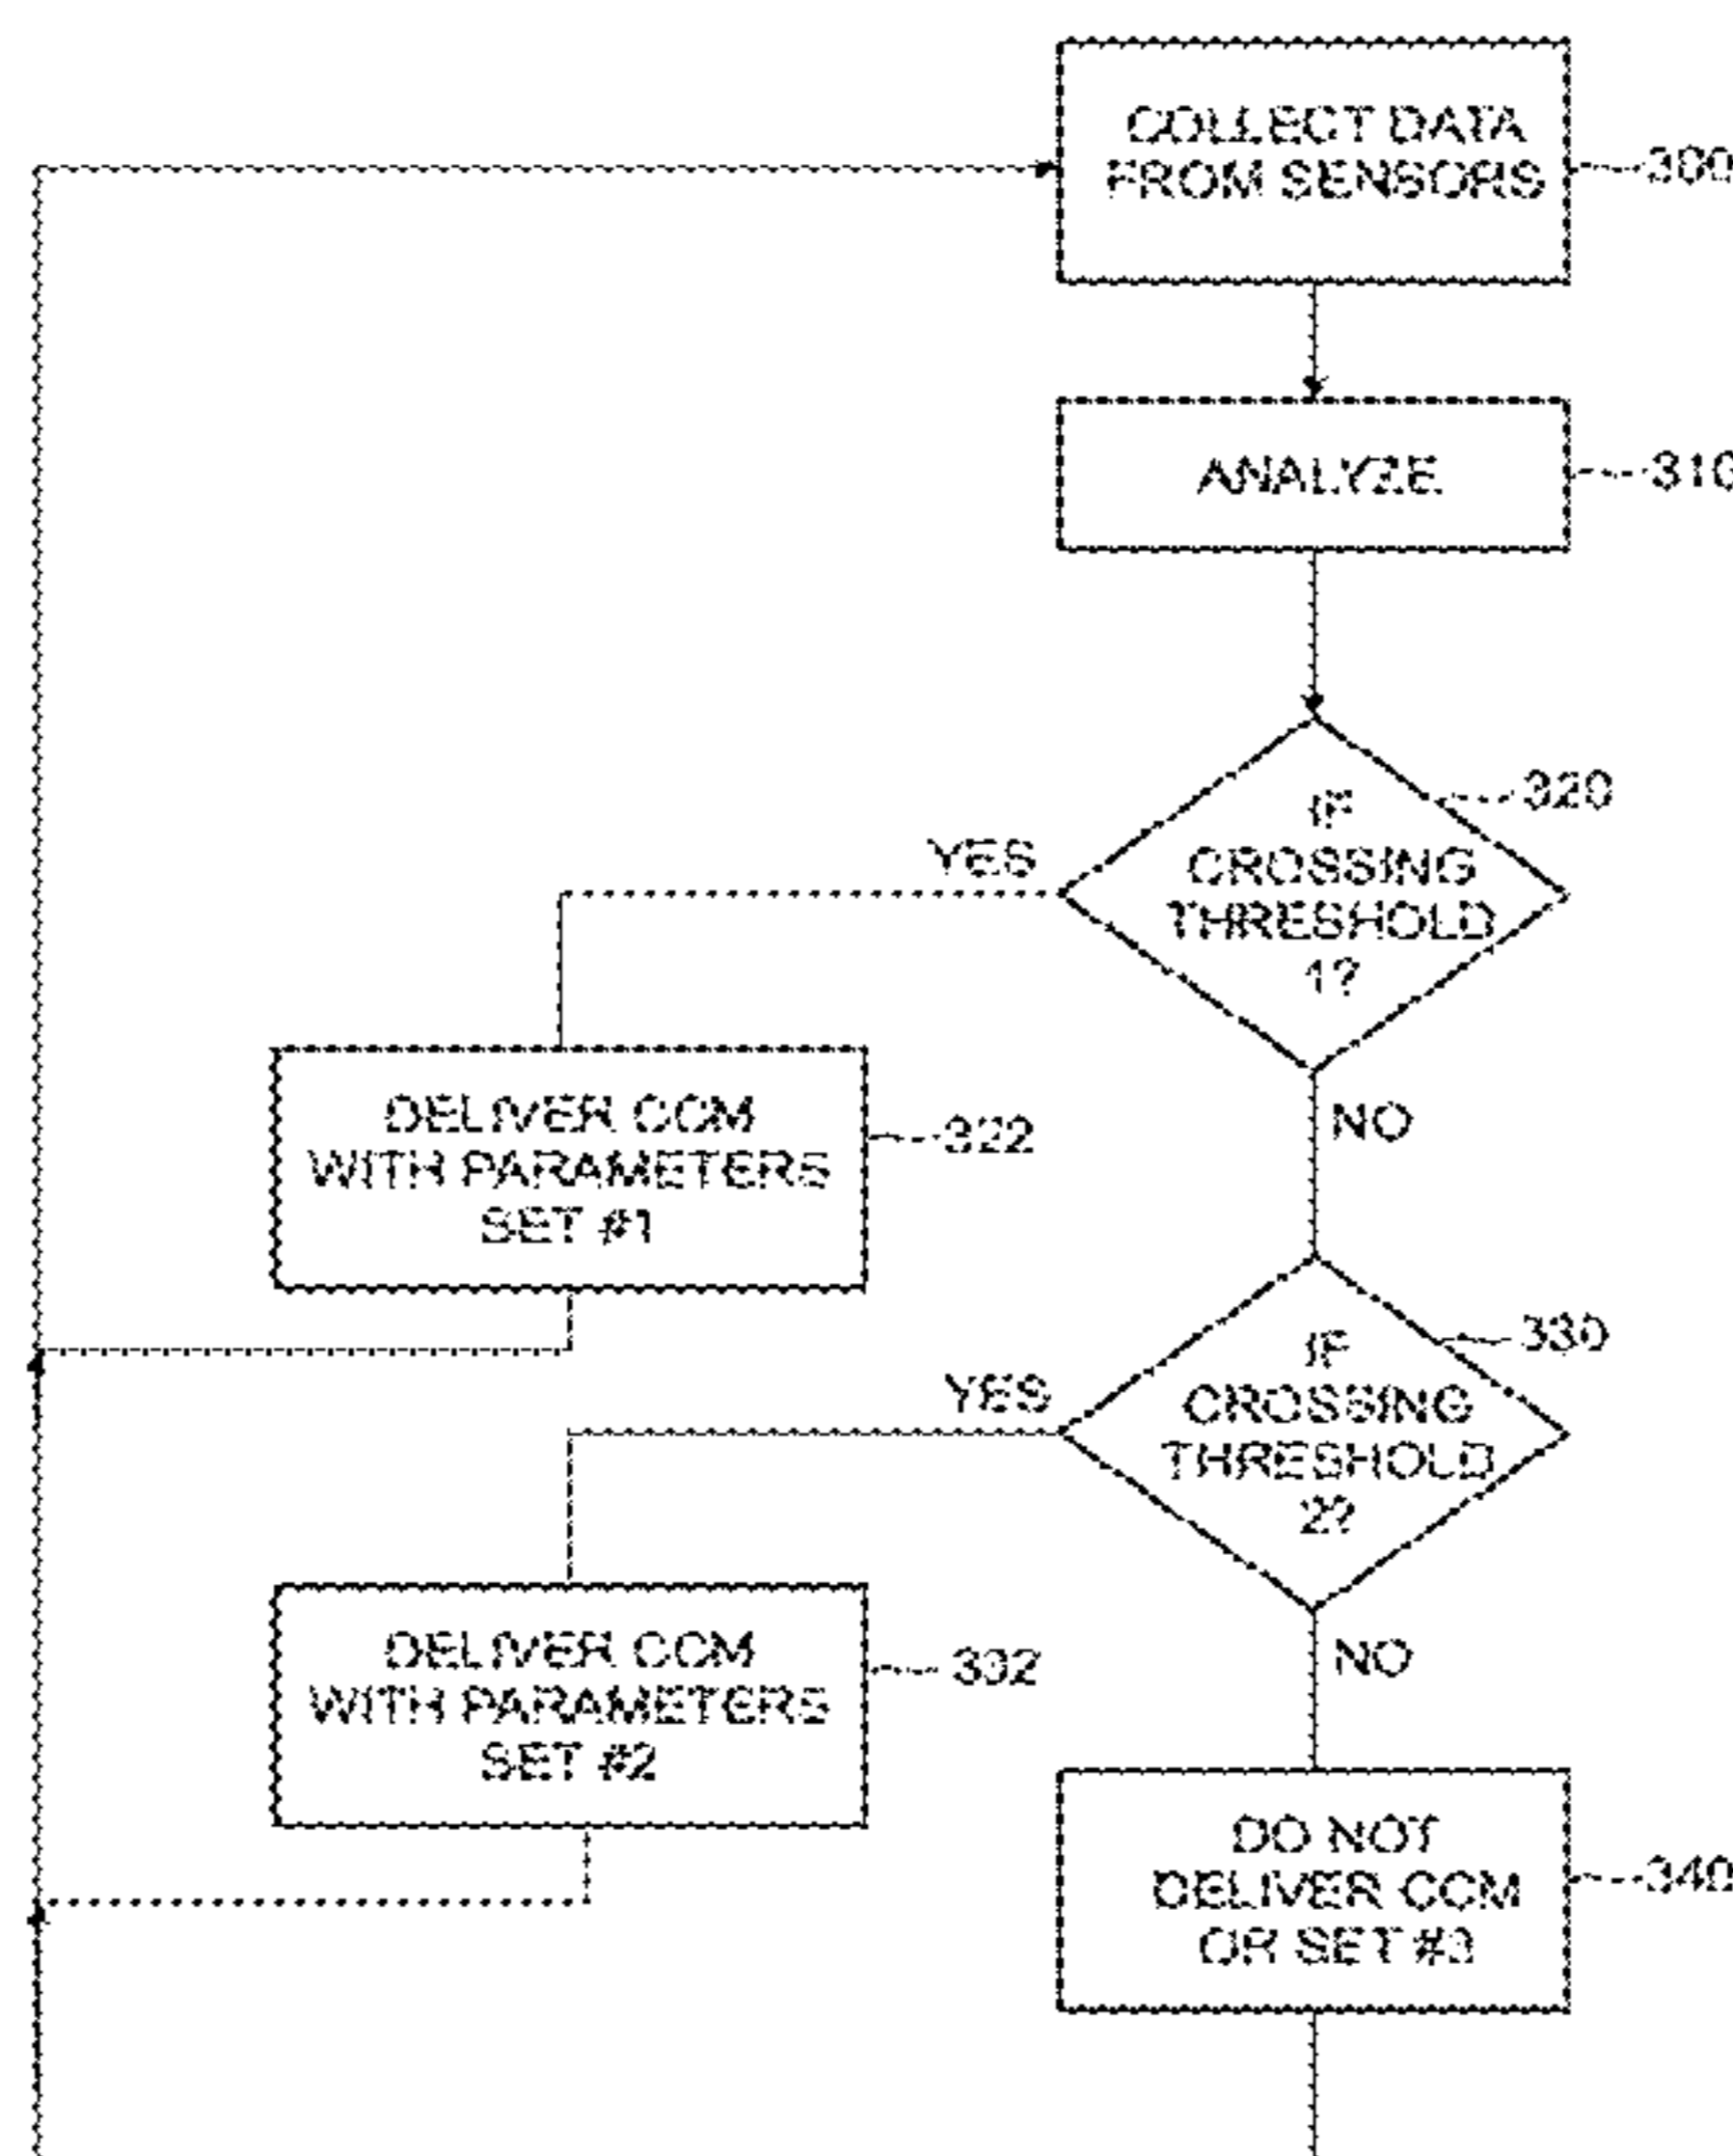 COLLECT DATA
FROM SENSORS
300
ANALYZE
310
320
IF
CROSSING
THRESHOLD
1?
YES
NO
DELIVER CCM
WITH PARAMETERS
SET #1
322
330
IF
CROSSING
THRESHOLD
2?
YES
NO
DELIVER CCM
WITH PARAMETERS
SET #2
332
DO NOT
DELIVER CCM
OR SET #3
340